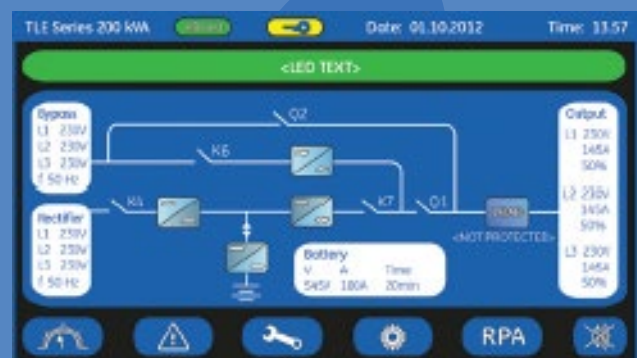 TLE Series 200 kVA
Date: 01.10.2012
Time: 13:57
<LED TEXT>
Bypass
L1 230V
L2 230V
L3 230V
f 50 Hz
Q2
K6
Rectifier
L1 230V
L2 230V
L3 230V
f 50 Hz
K4
K7
Q1
<NOT PROTECTED>
Battery
V A Time
545V 180A 20min
Output
L1 230V
145A
50%
L2 230V
145A
50%
L3 230V
145A
50%
RPA